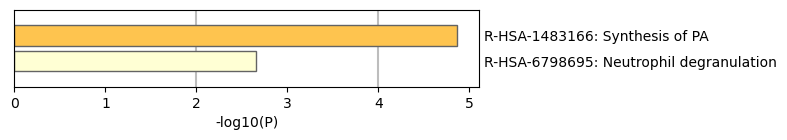 R-HSA-1483166: Synthesis of PA
R-HSA-6798695: Neutrophil degranulation
0 1 2 3 4 5
-log10(P)